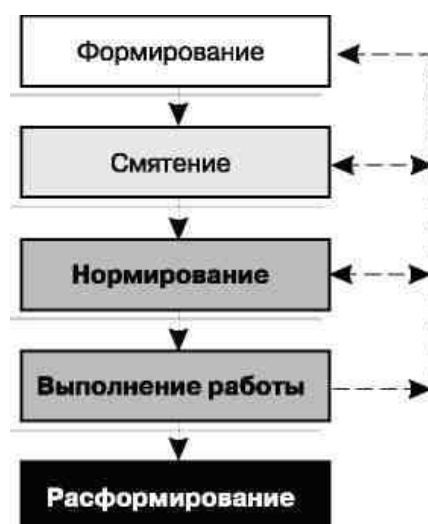 Формирование
Смятение
Нормирование
Выполнение работы
Расформирование